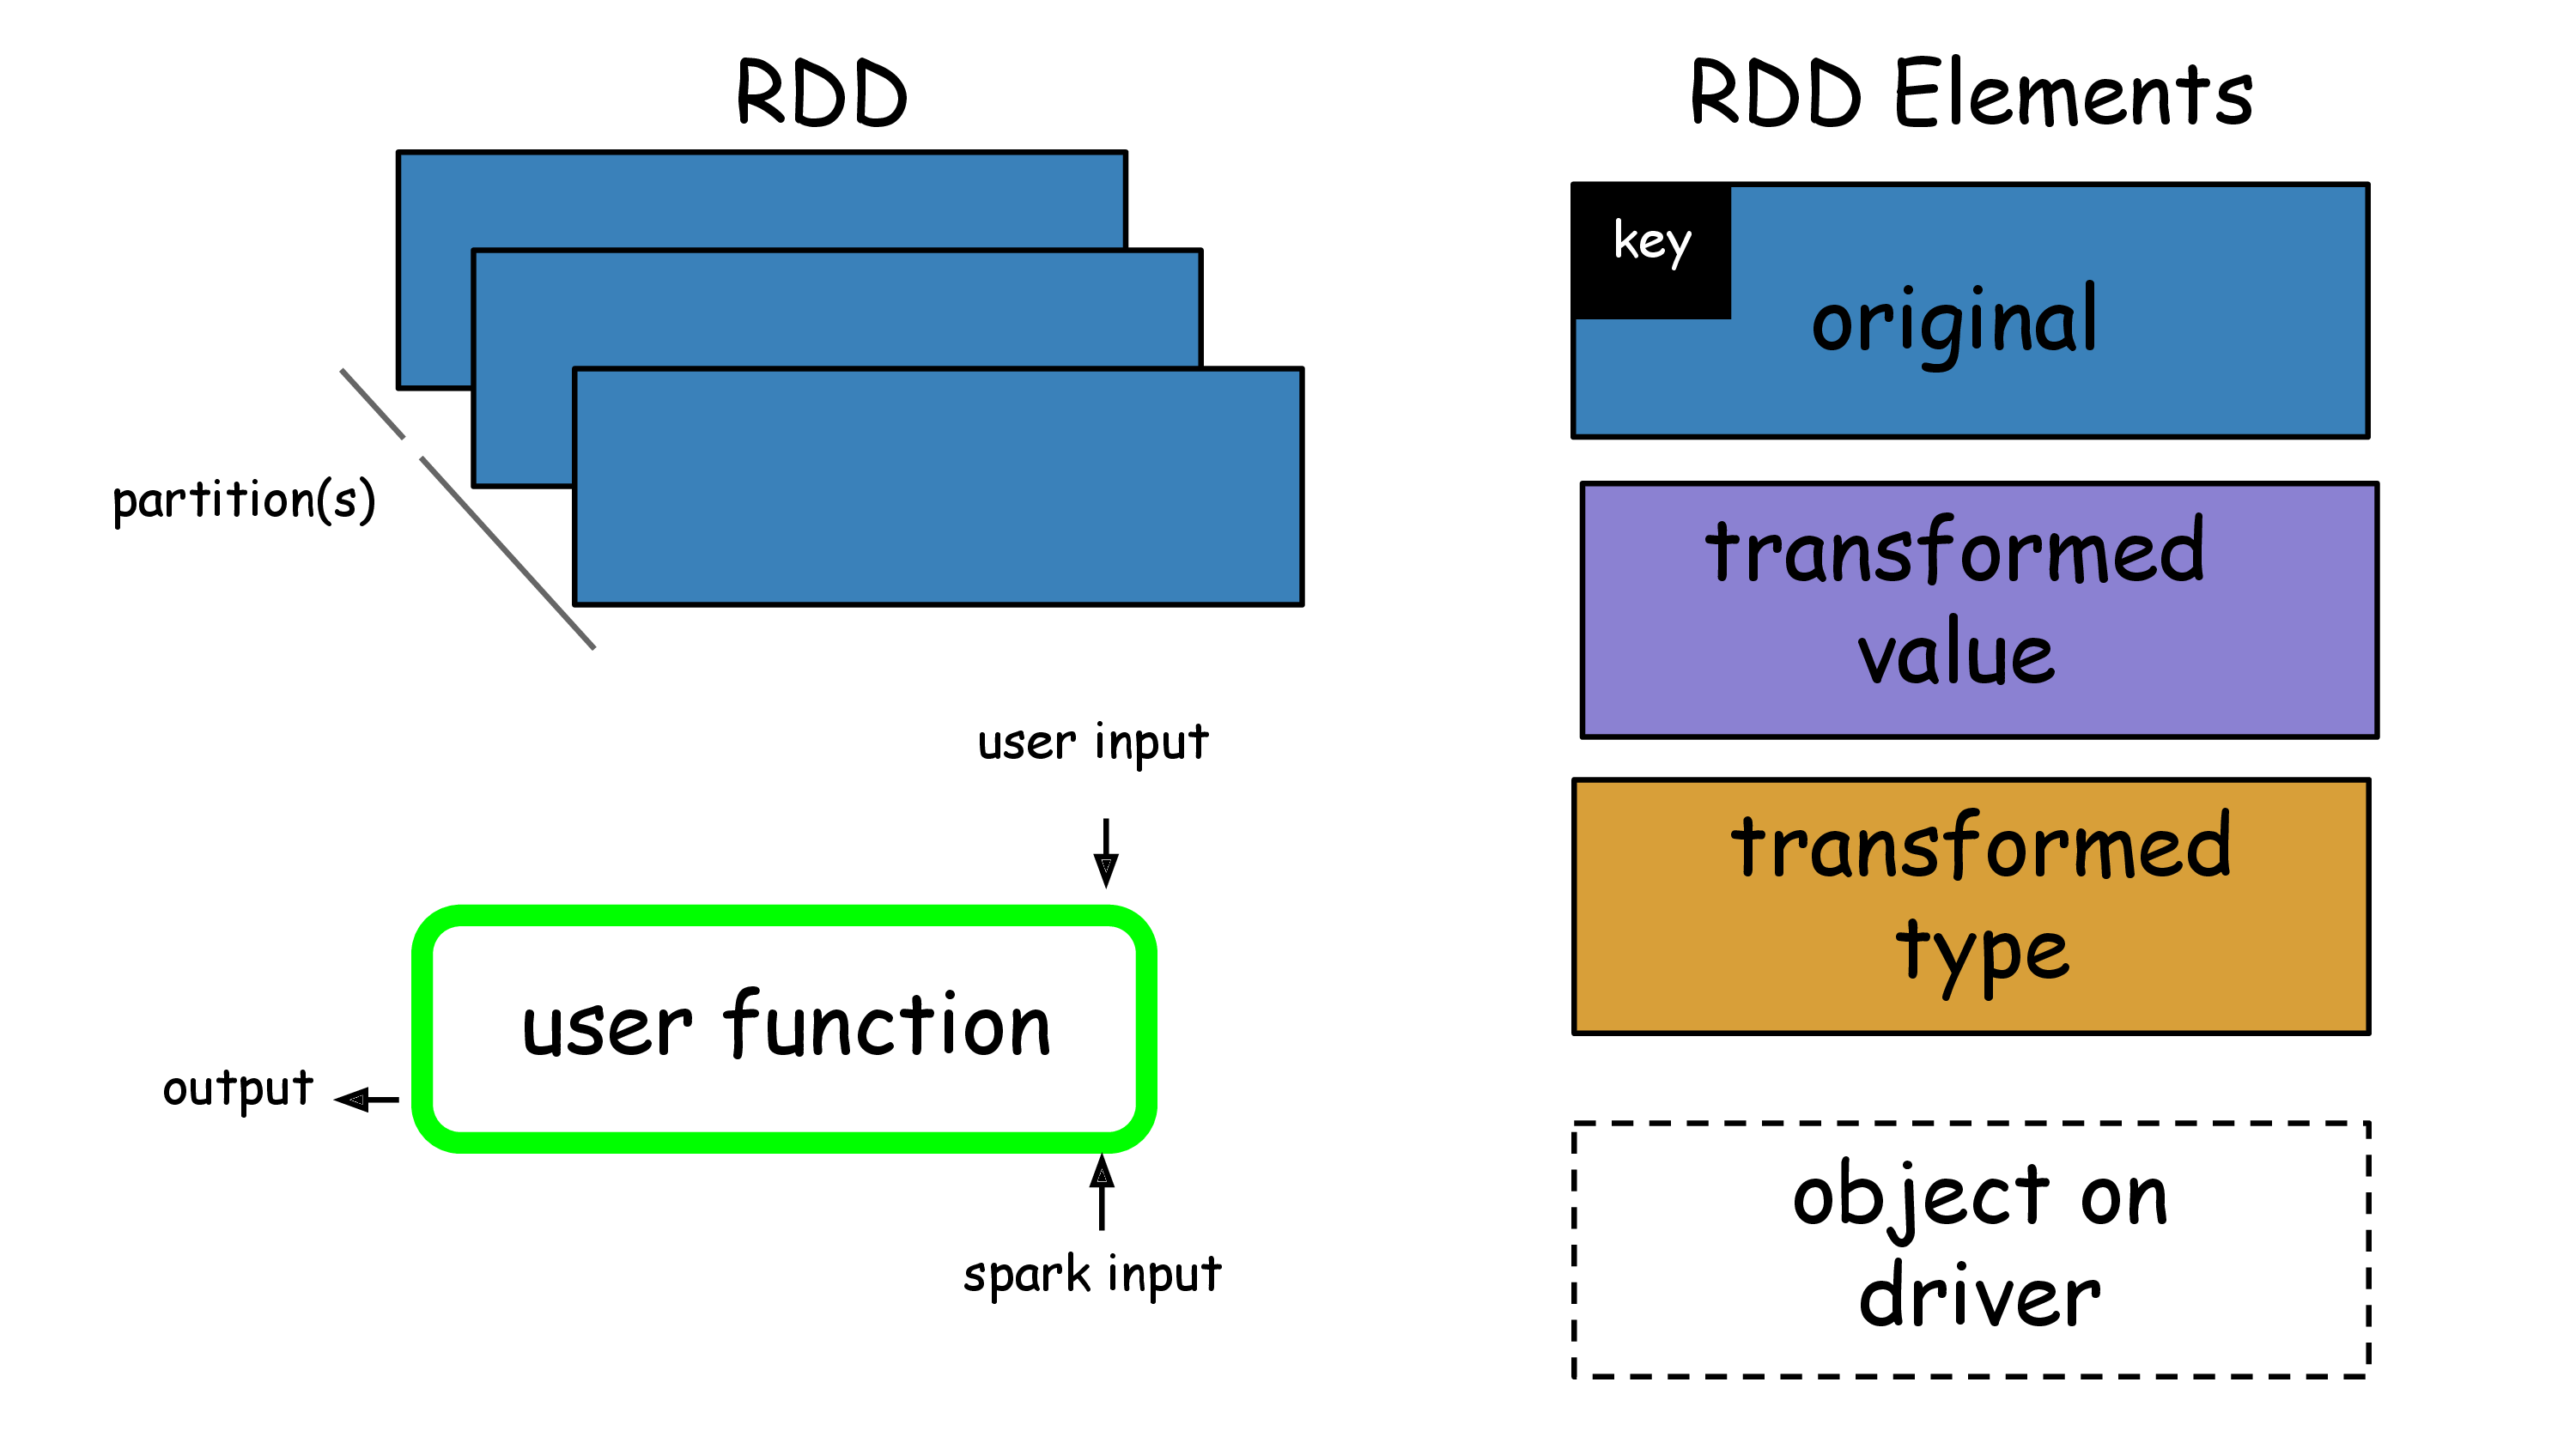 RDD
partition(s)
user input
user function
output
spark input
RDD Elements
key
original
transformed
value
transformed
type
object on
driver